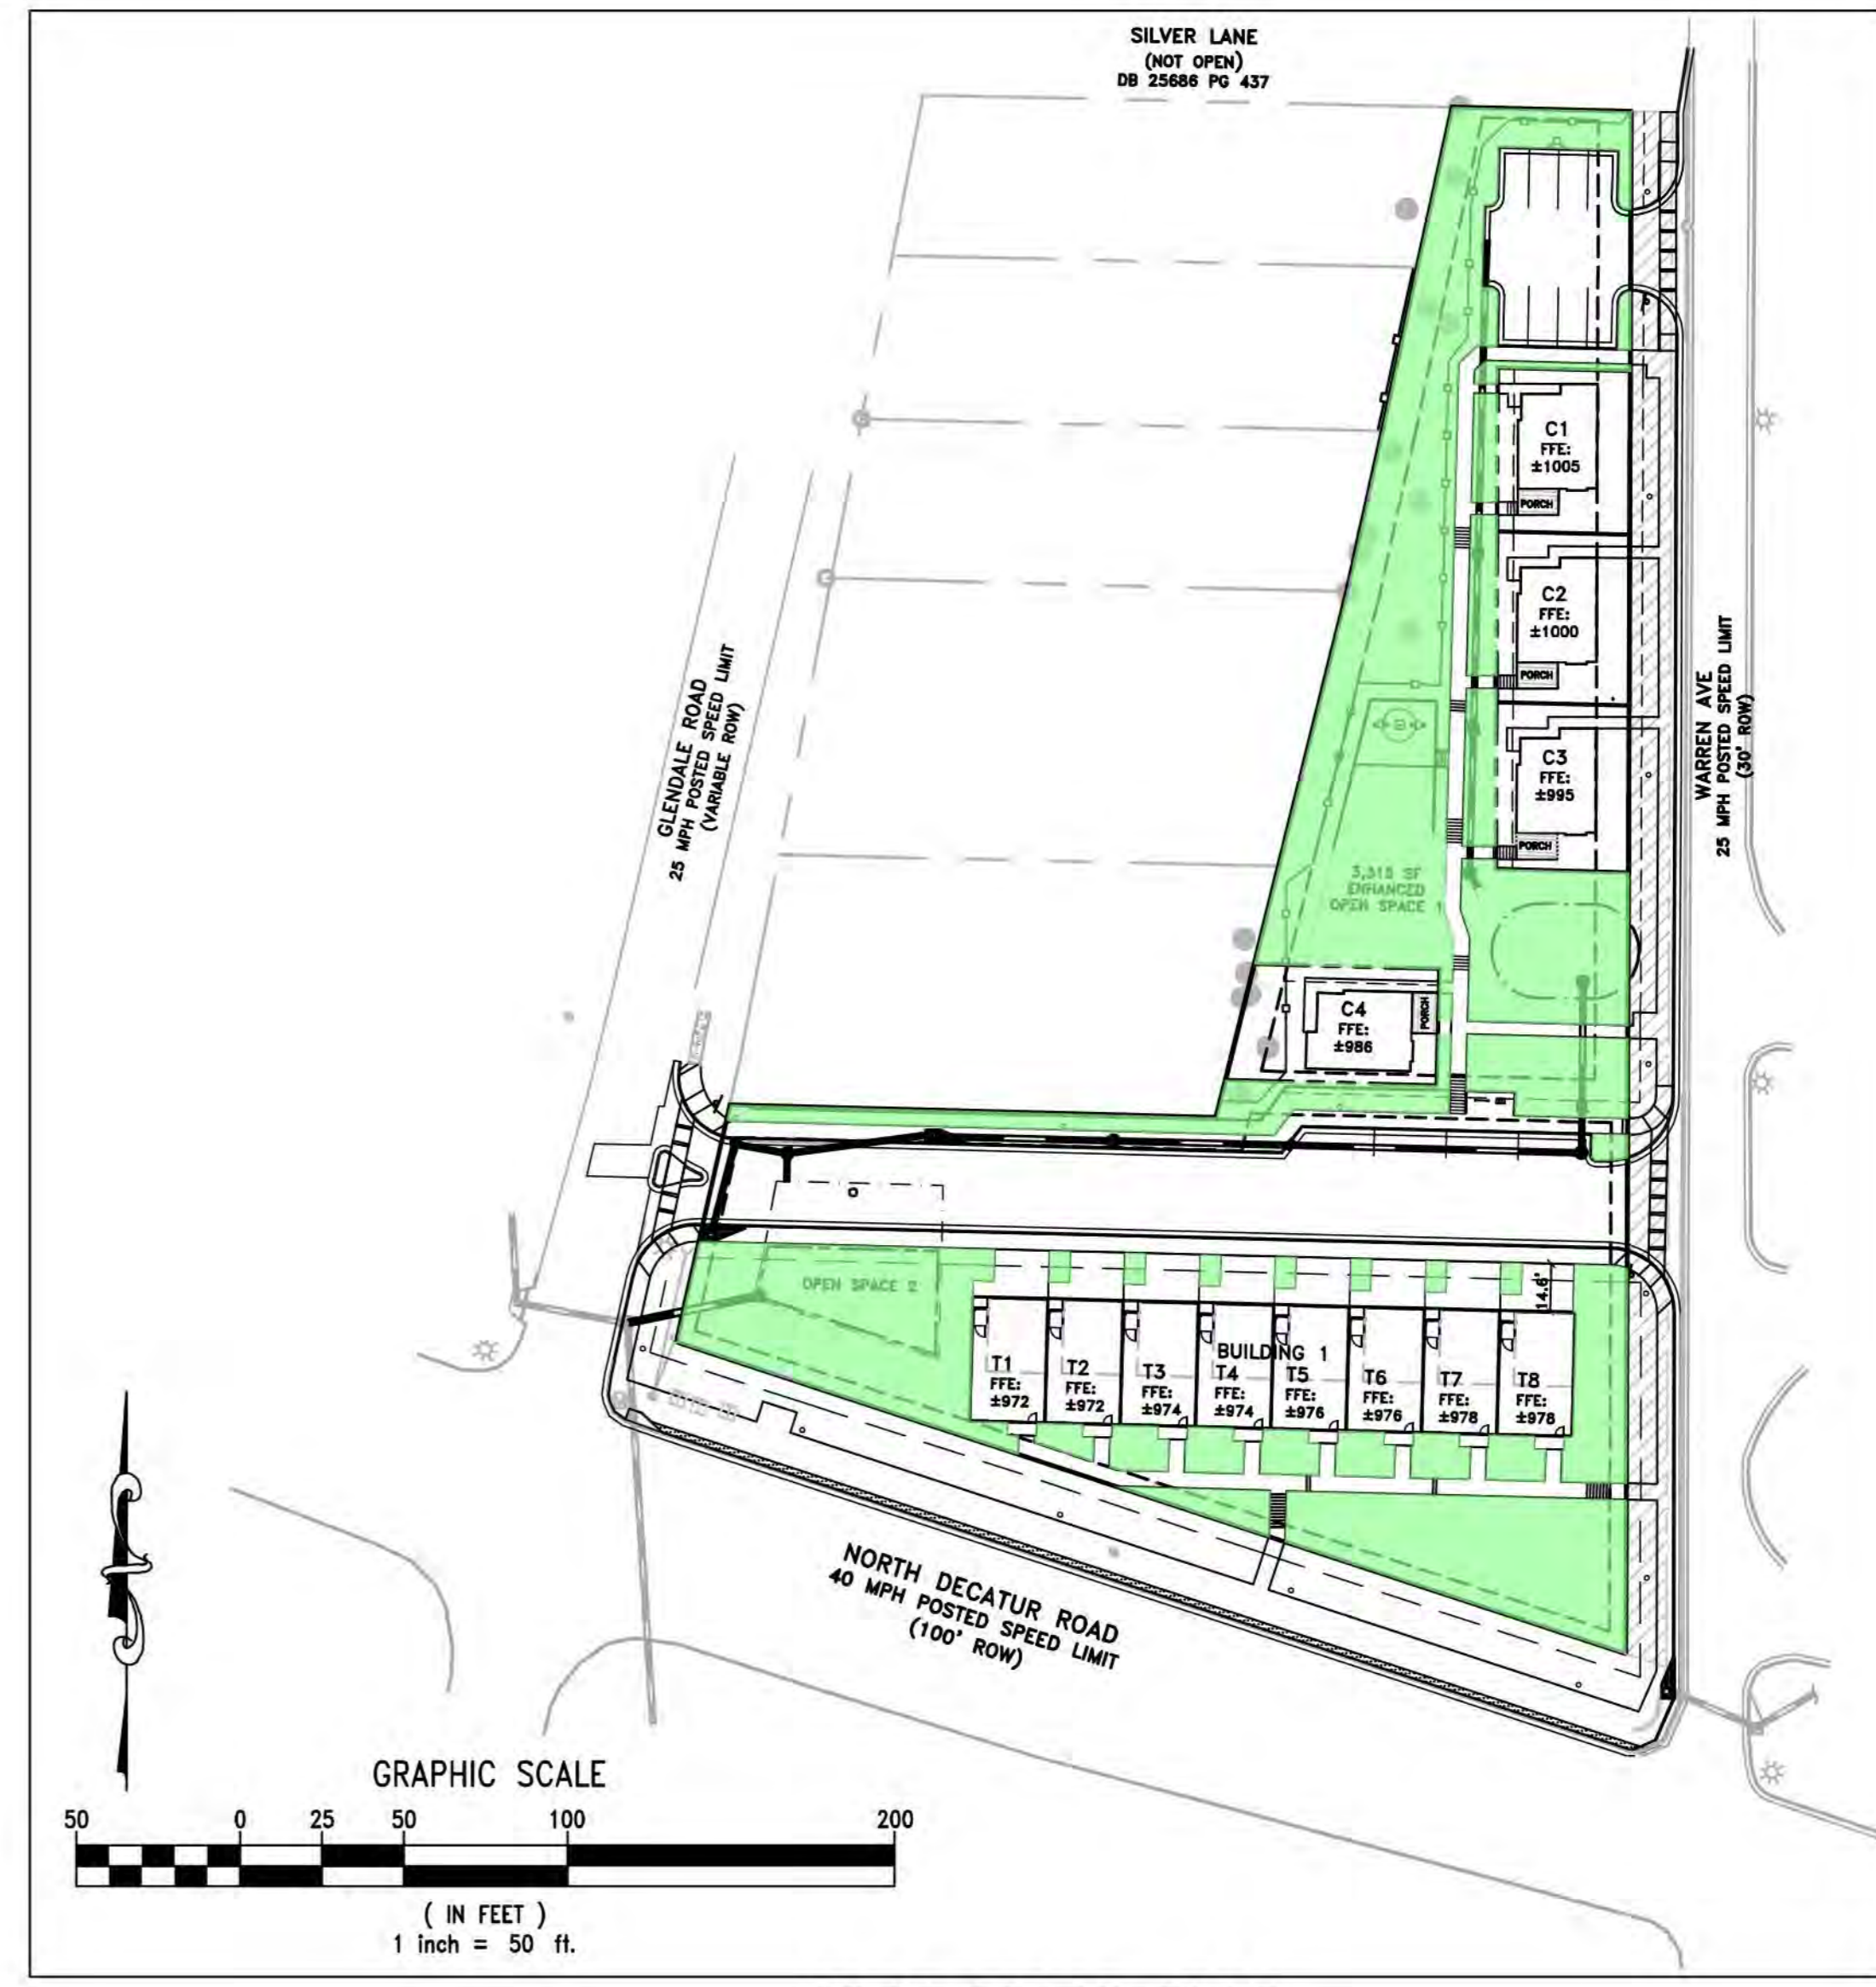 SILVER LANE
(NOT OPEN)
DB 25686 PG 437
C1
FFE:
±1005
PORCH
C2
FFE:
±1000
PORCH
C3
FFE:
±995
PORCH
GLENDALE ROAD
25 MPH POSTED SPEED LIMIT
(VARIABLE ROW)
WARREN AVE
25 MPH POSTED SPEED LIMIT
(30' ROW)
ENHANCED
OPEN SPACE 1
C4
FFE:
±986
PORCH
OPEN SPACE 2
14.6'
BUILDING 1
T1
FFE:
±972
T2
FFE:
±972
T3
FFE:
±974
T4
FFE:
±974
T5
FFE:
±976
T6
FFE:
±976
T7
FFE:
±978
T8
FFE:
±978
NORTH DECATUR ROAD
40 MPH POSTED SPEED LIMIT
(100' ROW)
GRAPHIC SCALE
50 0 25 50 100 200
( IN FEET )
1 inch = 50 ft.